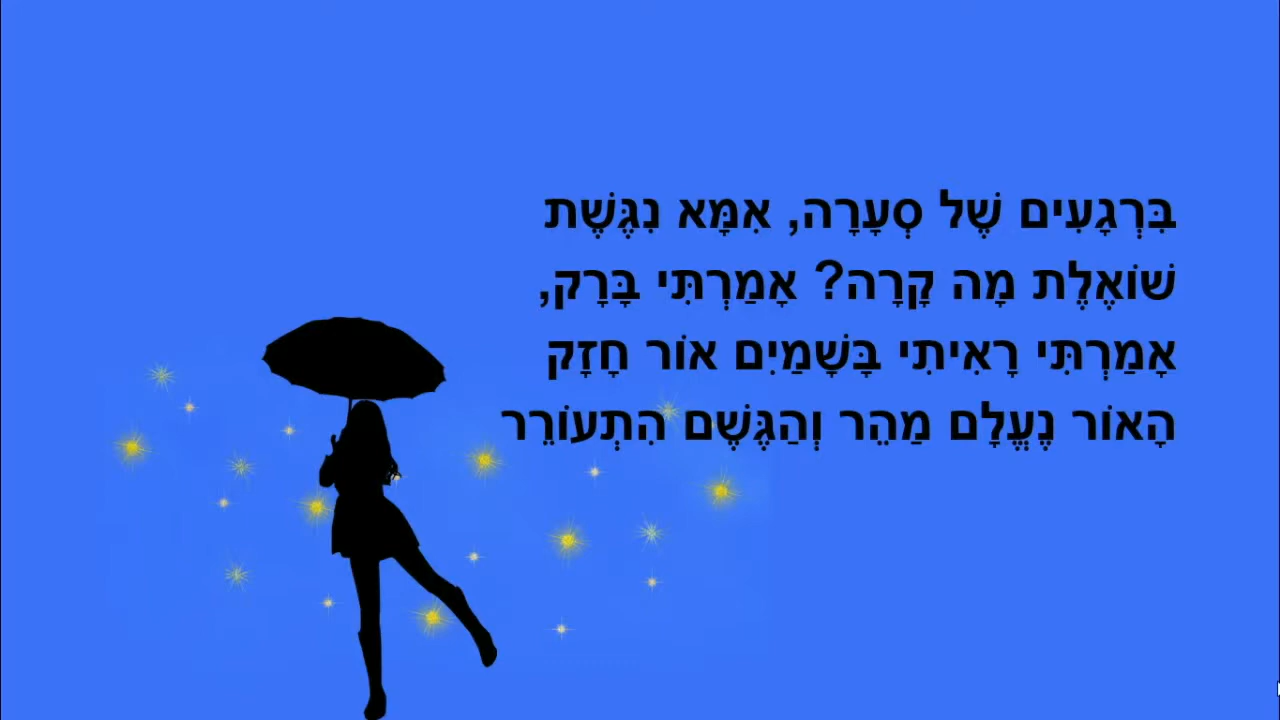 בִּרְגָעִים שֶׁל סְעָרָה, אִמָּא נִגֶּשֶׁת
שׁוֹאֶלֶת מָה קָרָה? אָמַרְתִּי בָּרָק,
אָמַרְתִּי רָאִיתִי בָּשָּׁמַיִם אוֹר חָזָק
הָאוֹר נֶעֱלָם מַהֵר וְהַגֶּשֶׁם הִתְעוֹרֵר